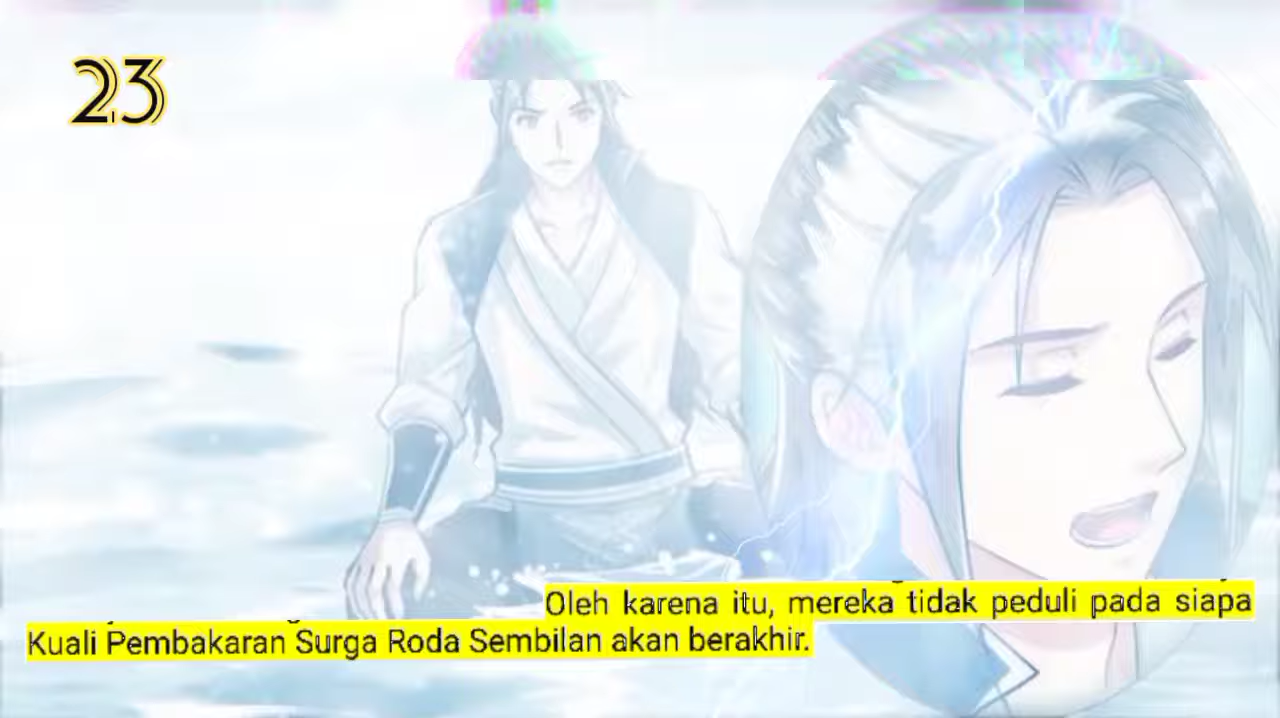 23
Oleh karena itu, mereka tidak peduli pada siapa
Kuali Pembakaran Surga Roda Sembilan akan berakhir.